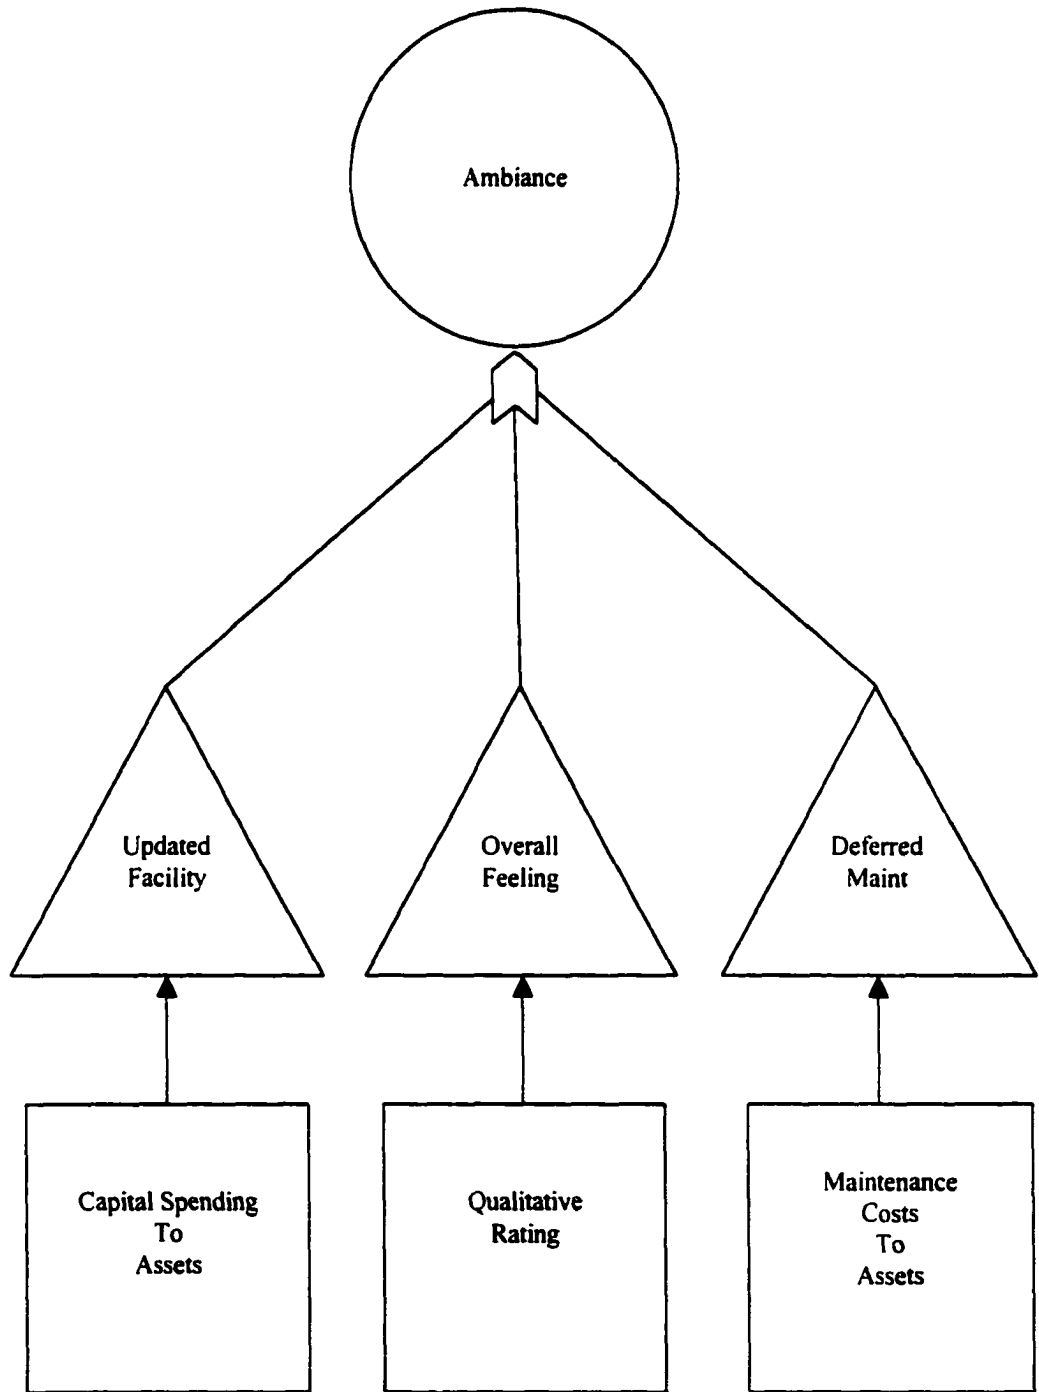 Ambiance
Updated
Facility
Overall
Feeling
Deferred
Maint
Capital Spending
To
Assets
Qualitative
Rating
Maintenance
Costs
To
Assets